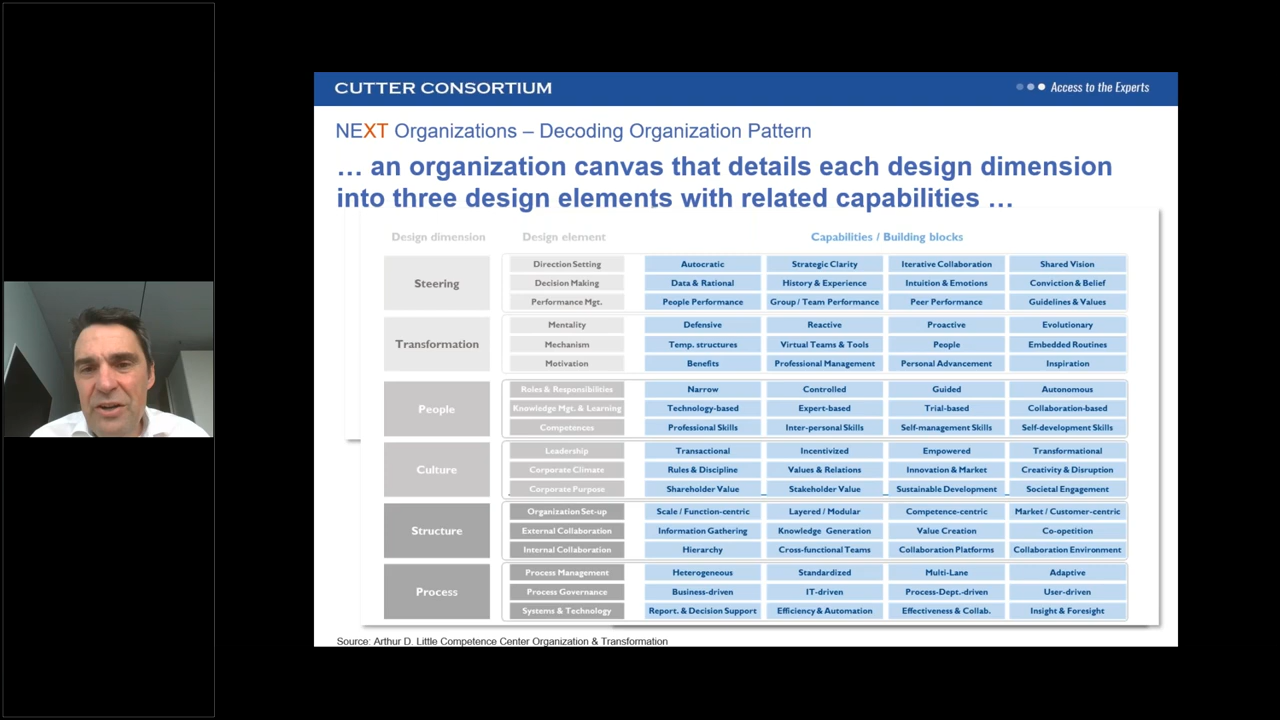 CUTTER CONSORTIUM
Access to the Experts
NEXT Organizations – Decoding Organization Pattern
… an organization canvas that details each design dimension
into three design elements with related capabilities …
Design dimension Design element Capabilities / Building blocks
Steering
Direction Setting Autocratic Strategic Clarity Iterative Collaboration Shared Vision
Decision Making Data & Rational History & Experience Intuition & Emotions Conviction & Belief
Performance Mgt. People Performance Group / Team Performance Peer Performance Guidelines & Values
Transformation
Mentality Defensive Reactive Proactive Evolutionary
Mechanism Temp. structures Virtual Teams & Tools People Embedded Routines
Motivation Benefits Professional Management Personal Advancement Inspiration
People
Roles & Responsibilities Narrow Controlled Guided Autonomous
Knowledge Mgt. & Learning Technology-based Expert-based Trial-based Collaboration-based
Competences Professional Skills Inter-personal Skills Self-management Skills Self-development Skills
Culture
Leadership Transactional Incentivized Empowered Transformational
Corporate Climate Rules & Discipline Values & Relations Innovation & Market Creativity & Disruption
Corporate Purpose Shareholder Value Stakeholder Value Sustainable Development Societal Engagement
Structure
Organization Set-up Scale / Function-centric Layered / Modular Competence-centric Market / Customer-centric
External Collaboration Information Gathering Knowledge Generation Value Creation Co-opetition
Internal Collaboration Hierarchy Cross-functional Teams Collaboration Platforms Collaboration Environment
Process
Process Management Heterogeneous Standardized Multi-Lane Adaptive
Process Governance Business-driven IT-driven Process-Dept.-driven User-driven
Systems & Technology Report. & Decision Support Efficiency & Automation Effectiveness & Collab. Insight & Foresight
Source: Arthur D. Little Competence Center Organization & Transformation